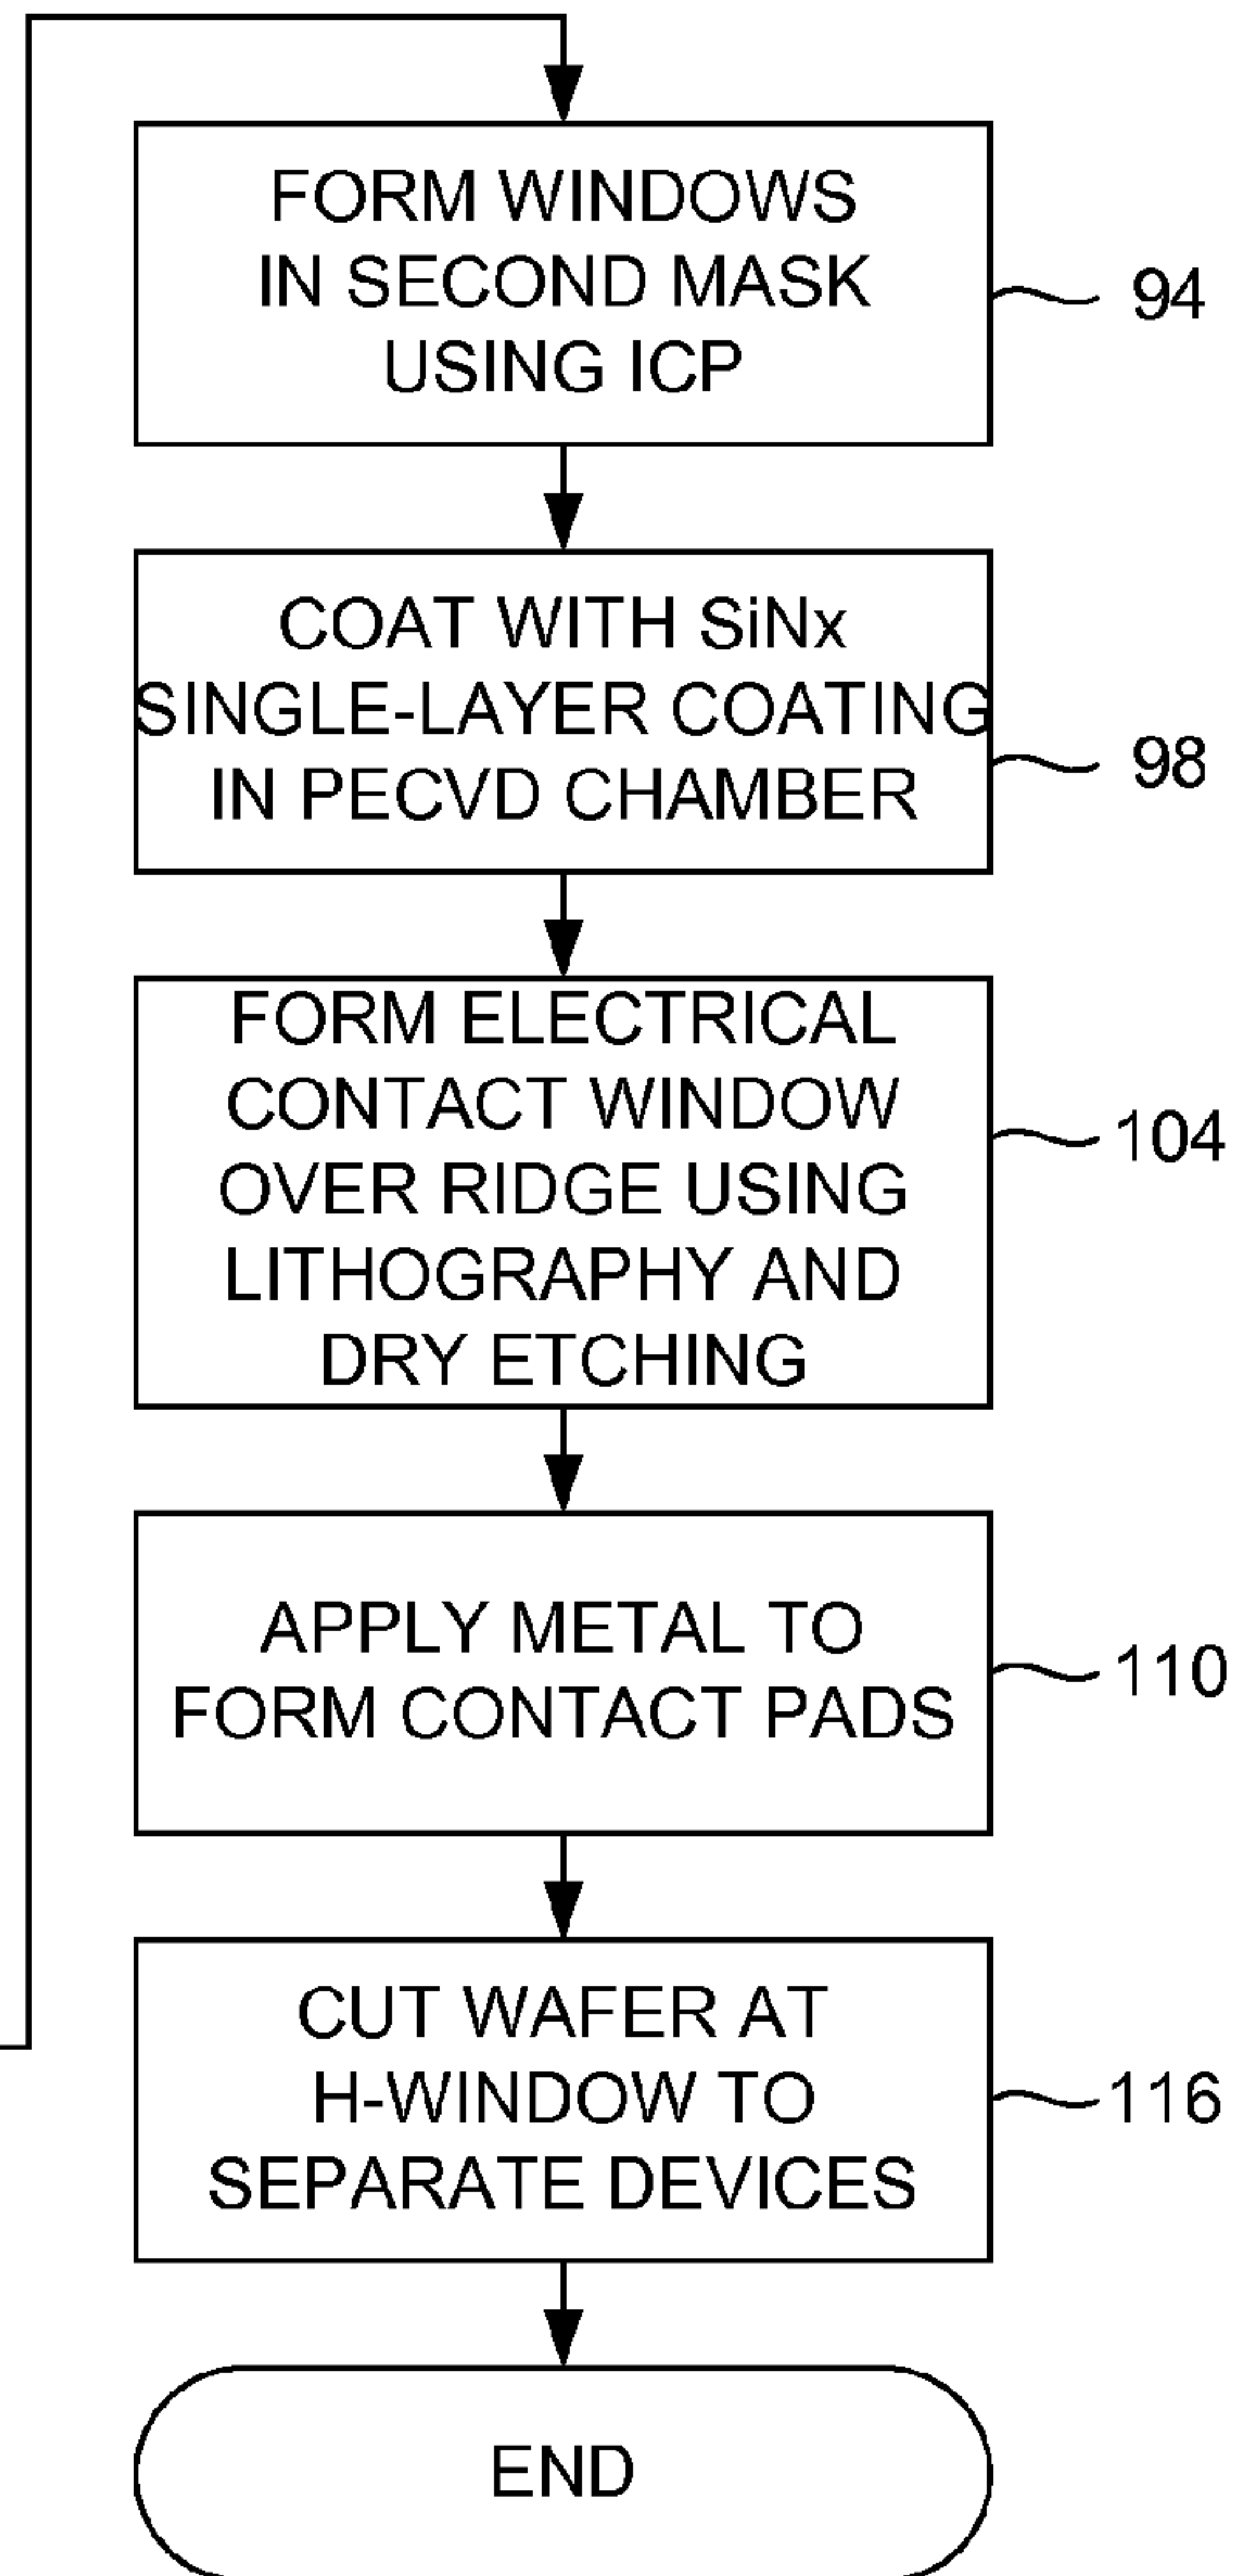 FORM WINDOWS
IN SECOND MASK
USING ICP
94
COAT WITH SiNx
SINGLE-LAYER COATING
IN PECVD CHAMBER
98
FORM ELECTRICAL
CONTACT WINDOW
OVER RIDGE USING
LITHOGRAPHY AND
DRY ETCHING
104
APPLY METAL TO
FORM CONTACT PADS
110
CUT WAFER AT
H-WINDOW TO
SEPARATE DEVICES
116
END